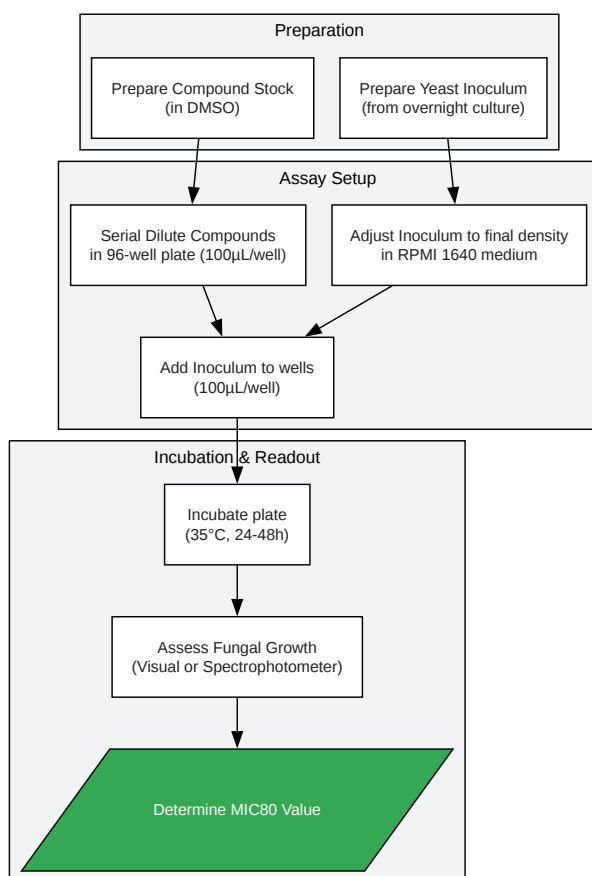 Preparation
Prepare Compound Stock
(in DMSO)
Prepare Yeast Inoculum
(from overnight culture)
Assay Setup
Serial Dilute Compounds
in 96-well plate (100µL/well)
Adjust Inoculum to final density
in RPMI 1640 medium
Add Inoculum to wells
(100µL/well)
Incubation & Readout
Incubate plate
(35°C, 24-48h)
Assess Fungal Growth
(Visual or Spectrophotometer)
Determine MIC80 Value